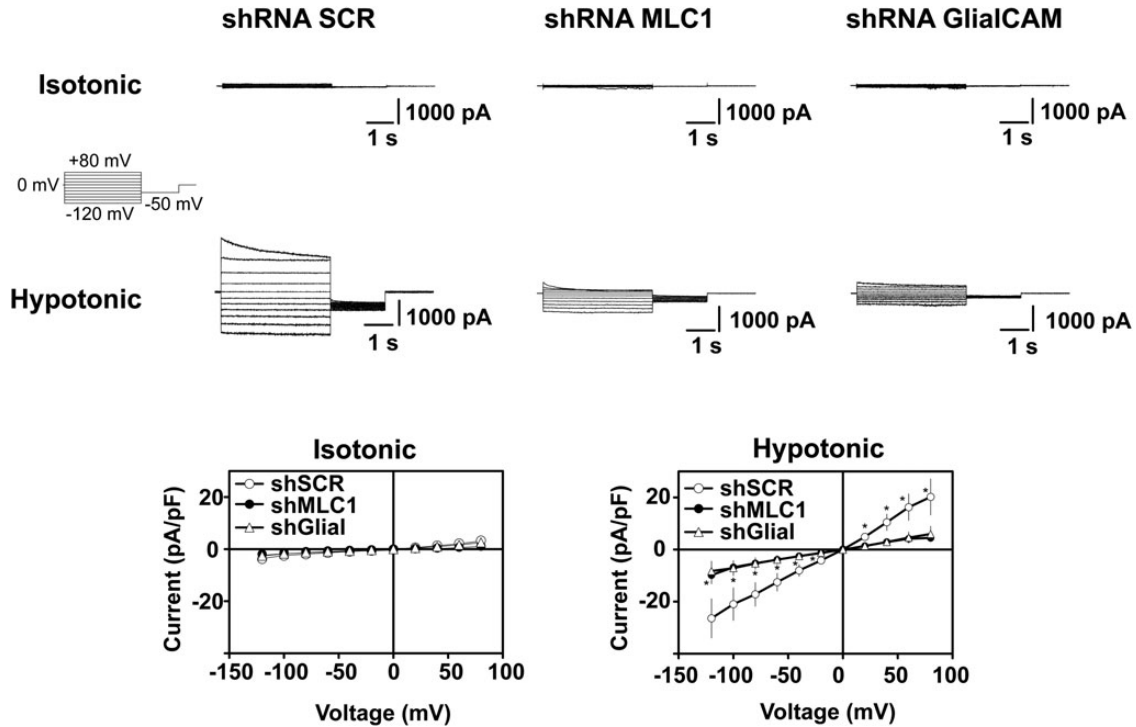 shRNA SCR shRNA MLC1 shRNA GlialCAM
Isotonic
1000 pA 1000 pA 1000 pA
1 s 1 s 1 s
+80 mV
0 mV
-50 mV
-120 mV
Hypotonic
1000 pA 1000 pA 1000 pA
1 s 1 s 1 s
Isotonic
Current (pA/pF)
20
0
-20
shSCR
shMLC1
shGlial
-150 -100 -50 0 50 100
Voltage (mV)
Hypotonic
Current (pA/pF)
20
0
-20
shSCR
shMLC1
shGlial
* * * *
* * * * * *
-150 -100 -50 0 50 100
Voltage (mV)